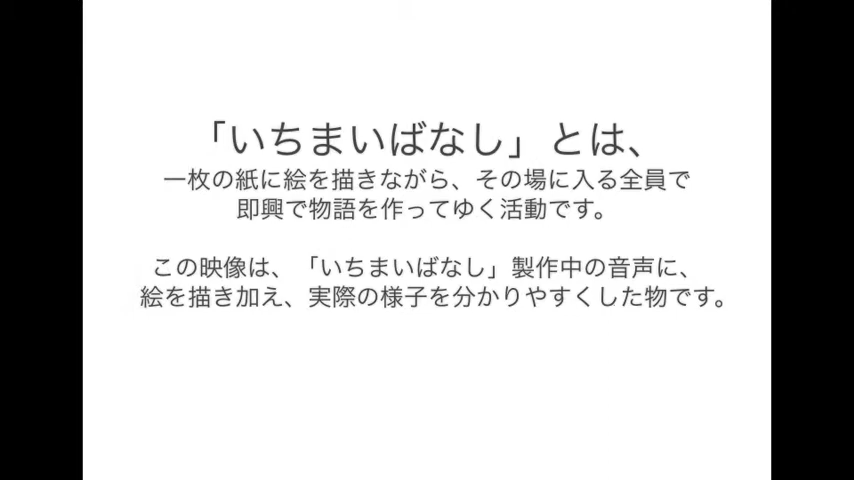 「いちまいばなし」とは、
一枚の紙に絵を描きながら、その場に入る全員で
即興で物語を作ってゆく活動です。
この映像は、「いちまいばなし」製作中の音声に、
絵を描き加え、実際の様子を分かりやすくした物です。